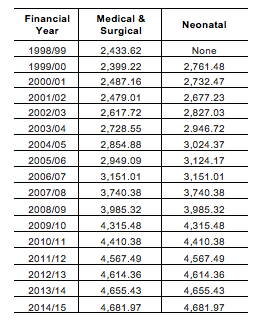 Financial Year Medical & Surgical Neonatal
1998/99 2,433.62 None
1999/00 2,399.22 2,761.48
2000/01 2,487.16 2,732.47
2001/02 2,479.01 2,677.23
2002/03 2,617.72 2,827.03
2003/04 2,728.55 2.946.72
2004/05 2,854.88 3,024.37
2005/06 2,949.09 3,124.17
2006/07 3,151.01 3,151.01
2007/08 3,740.38 3,740.38
2008/09 3,985.32 3,985.32
2009/10 4,315.48 4,315.48
2010/11 4,410.38 4,410.38
2011/12 4,567.49 4,567.49
2012/13 4,614.36 4,614.36
2013/14 4,655.43 4,655.43
2014/15 4,681.97 4,681.97